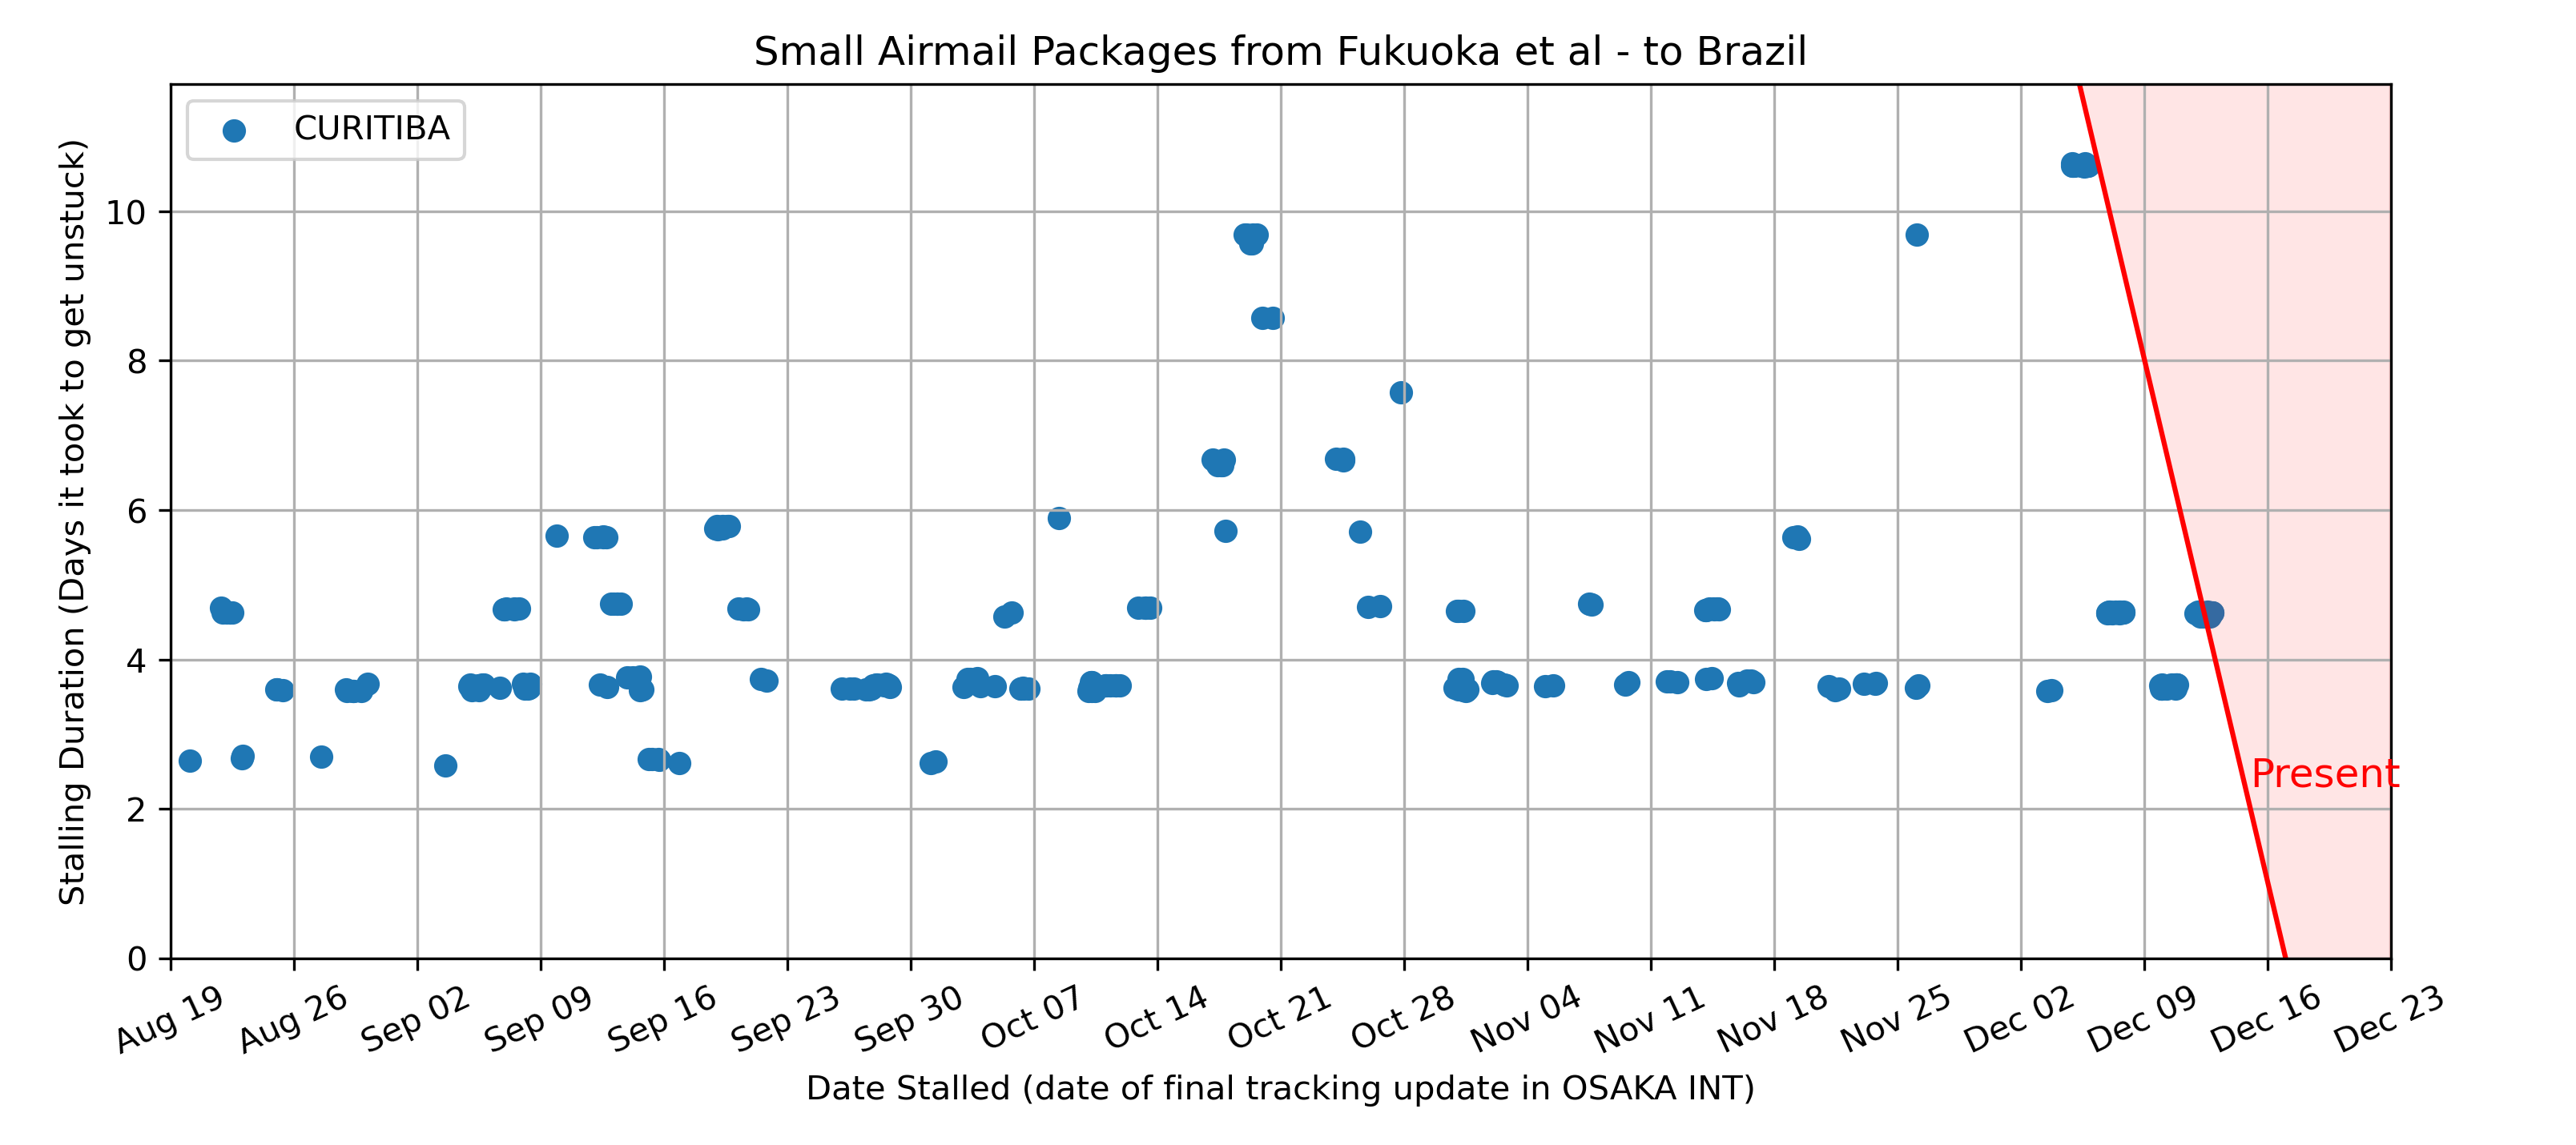 Small Airmail Packages from Fukuoka et al - to Brazil
CURITIBA
Stalling Duration (Days it took to get unstuck)
10
8
6
4
2
0
Present
Aug 19
Aug 26
Sep 02
Sep 09
Sep 16
Sep 23
Sep 30
Oct 07
Oct 14
Oct 21
Oct 28
Nov 04
Nov 11
Nov 18
Nov 25
Dec 02
Dec 09
Dec 16
Dec 23
Date Stalled (date of final tracking update in OSAKA INT)